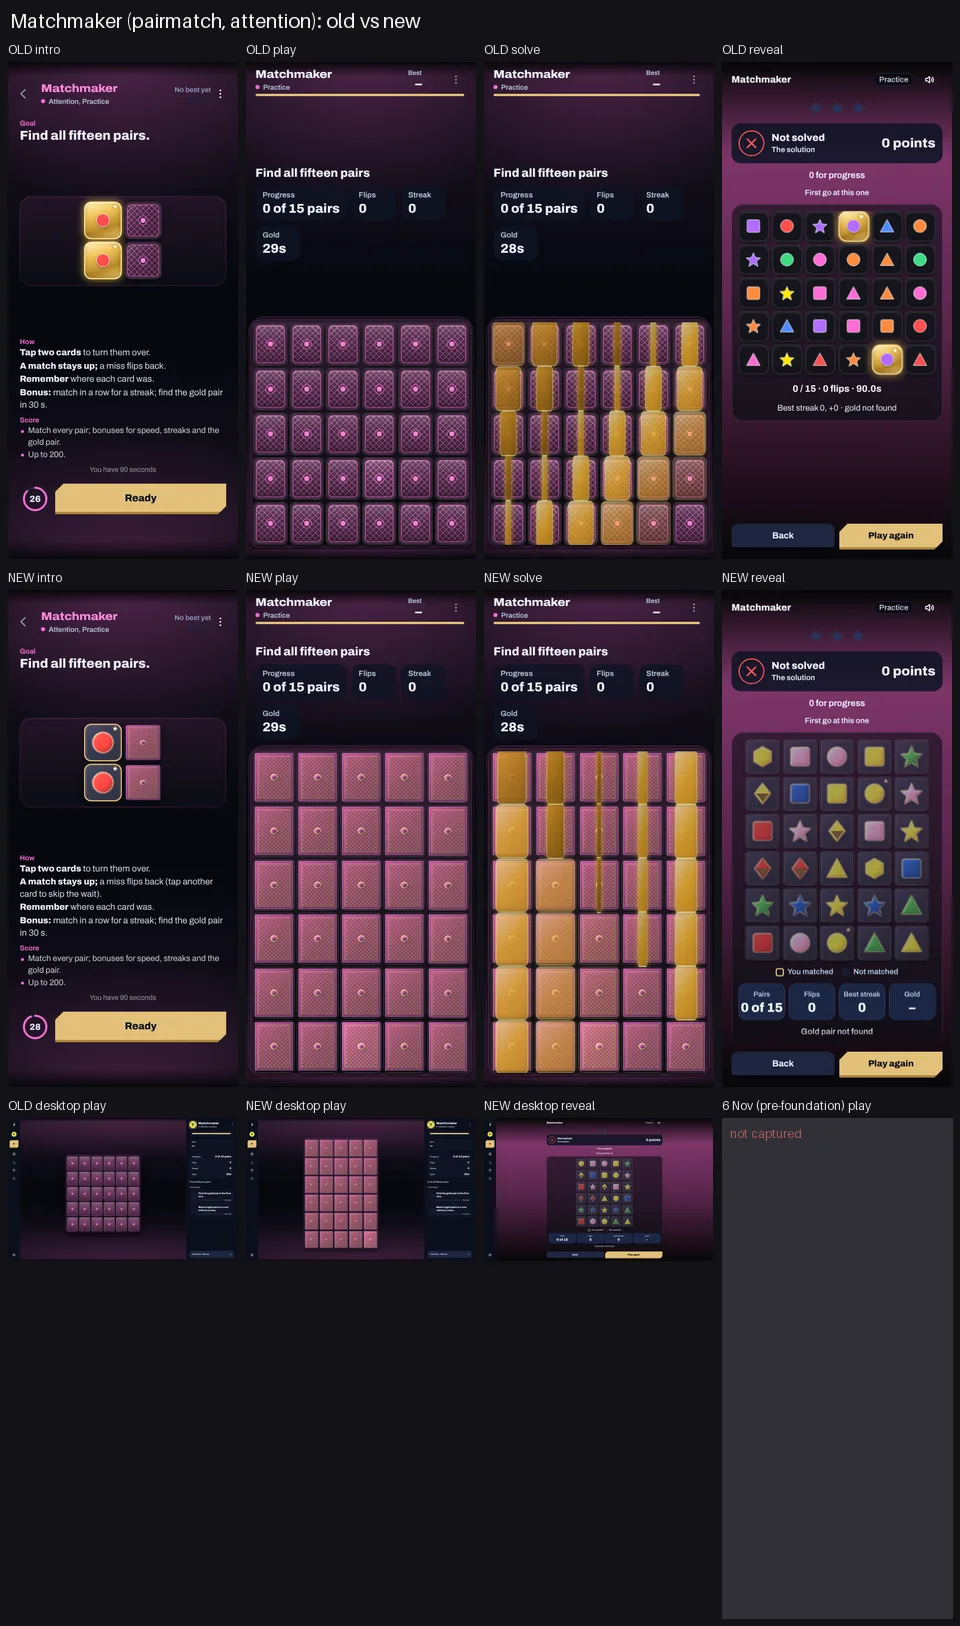 Matchmaker (pairmatch, attention): old vs new
OLD intro
Matchmaker
Attention, Practice
No best yet
Goal
Find all fifteen pairs.
How
Tap two cards to turn them over.
A match stays up; a miss flips back.
Remember where each card was.
Bonus: match in a row for a streak; find the gold pair
in 30 s.
Score
Match every pair; bonuses for speed, streaks and the
gold pair.
Up to 200.
You have 90 seconds
26
Ready
OLD play
Matchmaker
Practice
Best
–
Find all fifteen pairs
Progress
0 of 15 pairs
Flips
0
Streak
0
Gold
29s
OLD solve
Matchmaker
Practice
Best
–
Find all fifteen pairs
Progress
0 of 15 pairs
Flips
0
Streak
0
Gold
28s
OLD reveal
Matchmaker
Practice
Not solved
The solution
0 points
0 for progress
First go at this one
0 / 15 · 0 flips · 90.0s
Best streak 0, +0 · gold not found
Back
Play again
NEW intro
Matchmaker
Attention, Practice
No best yet
Goal
Find all fifteen pairs.
How
Tap two cards to turn them over.
A match stays up; a miss flips back (tap another
card to skip the wait).
Remember where each card was.
Bonus: match in a row for a streak; find the gold pair
in 30 s.
Score
Match every pair; bonuses for speed, streaks and the
gold pair.
Up to 200.
You have 90 seconds
28
Ready
NEW play
Matchmaker
Practice
Best
–
Find all fifteen pairs
Progress
0 of 15 pairs
Flips
0
Streak
0
Gold
29s
NEW solve
Matchmaker
Practice
Best
–
Find all fifteen pairs
Progress
0 of 15 pairs
Flips
0
Streak
0
Gold
28s
NEW reveal
Matchmaker
Practice
Not solved
The solution
0 points
0 for progress
First go at this one
You matched
Not matched
Pairs
0 of 15
Flips
0
Best streak
0
Gold
–
Gold pair not found
Back
Play again
OLD desktop play
Matchmaker
NEW desktop play
Matchmaker
NEW desktop reveal
6 Nov (pre-foundation) play
not captured